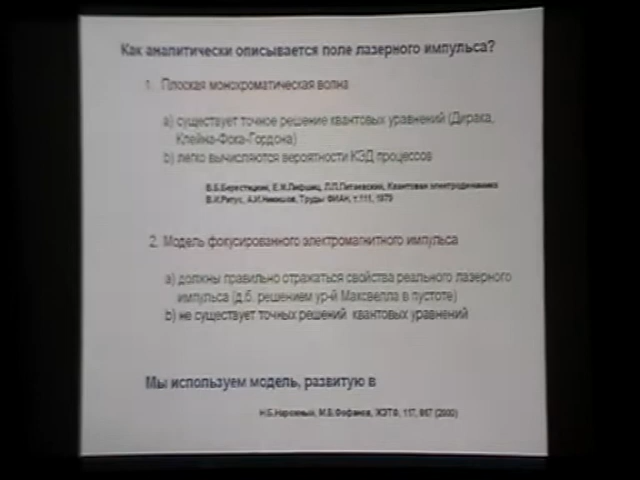 Как аналитически описывается поле лазерного импульса?
1. Плоская монохроматическая волна
a) существует точное решение квантовых уравнений (Дирака,
Клейна-Фока-Гордона)
b) легко вычисляются вероятности КЭД процессов
В.Б.Берестецкий, Е.М.Лифшиц, Л.П.Питаевский, Квантовая электродинамика
В.И.Ритус, А.И.Никишов, Труды ФИАН, т.111, 1979
2. Модель фокусированного электромагнитного импульса
a) должны правильно отражаться свойства реального лазерного
импульса (д.б. решением ур-й Максвелла в пустоте)
b) не существует точных решений квантовых уравнений
Мы используем модель, развитую в
Н.Б.Нарожный, М.В.Фофанов, ЖЭТФ, 117, 867 (2000)